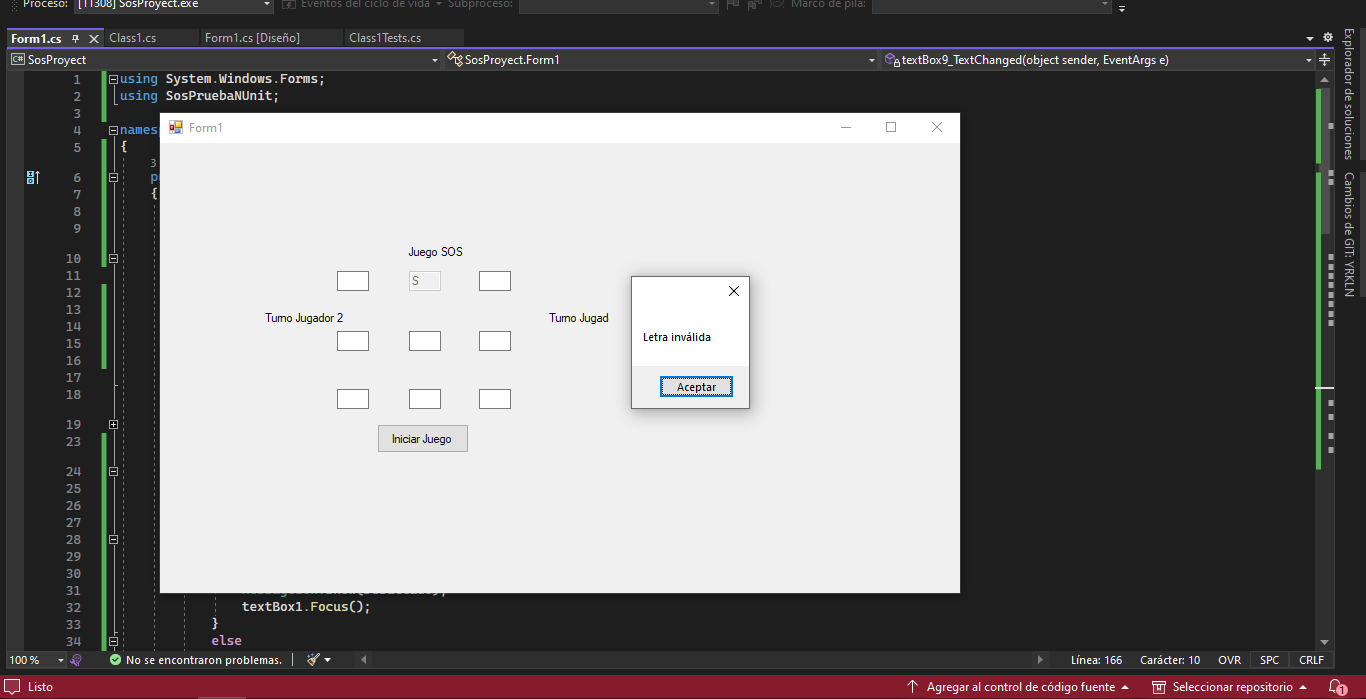 Proceso: [11308] SosProyect.exe Eventos del ciclo de vida Subproceso: Marco de pila:
Form1.cs Class1.cs Form1.cs [Diseño] Class1Tests.cs
C# SosProyect SosProyect.Form1 textBox9_TextChanged(object sender, EventArgs e)
1 using System.Windows.Forms;
2 using SosPruebaNUnit;
3
4 names
5 {
3
6 pu
7 {
8
9
10
11
12
13
14
15
16
17
18
19
23
24
25
26
27
28
29
30
31
32 textBox1.Focus();
33 }
34 else
Form1
Juego SOS
S
Turno Jugador 2 Turno Jugad
Iniciar Juego
Letra inválida
Aceptar
Explorador de soluciones
Cambios de GIT: YRKLN
100 % No se encontraron problemas. Línea: 166 Carácter: 10 OVR SPC CRLF
Listo Agregar al control de código fuente Seleccionar repositorio 1